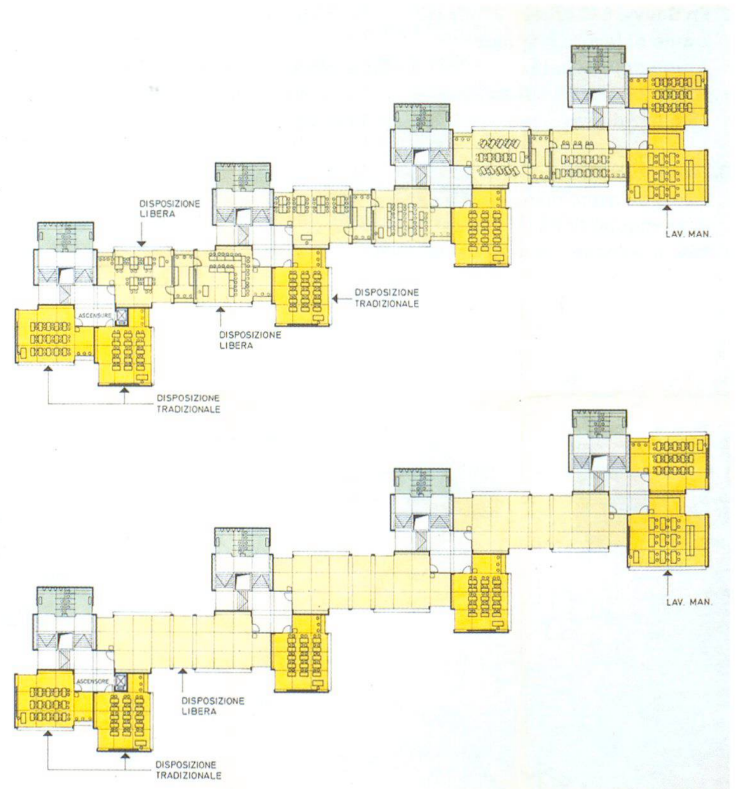 DISPOSIZIONE
LIBERA
LAV. MAN.
DISPOSIZIONE
TRADIZIONALE
ASCENSORE
DISPOSIZIONE
LIBERA
DISPOSIZIONE
TRADIZIONALE
LAV. MAN.
ASCENSORE
DISPOSIZIONE
LIBERA
DISPOSIZIONE
TRADIZIONALE